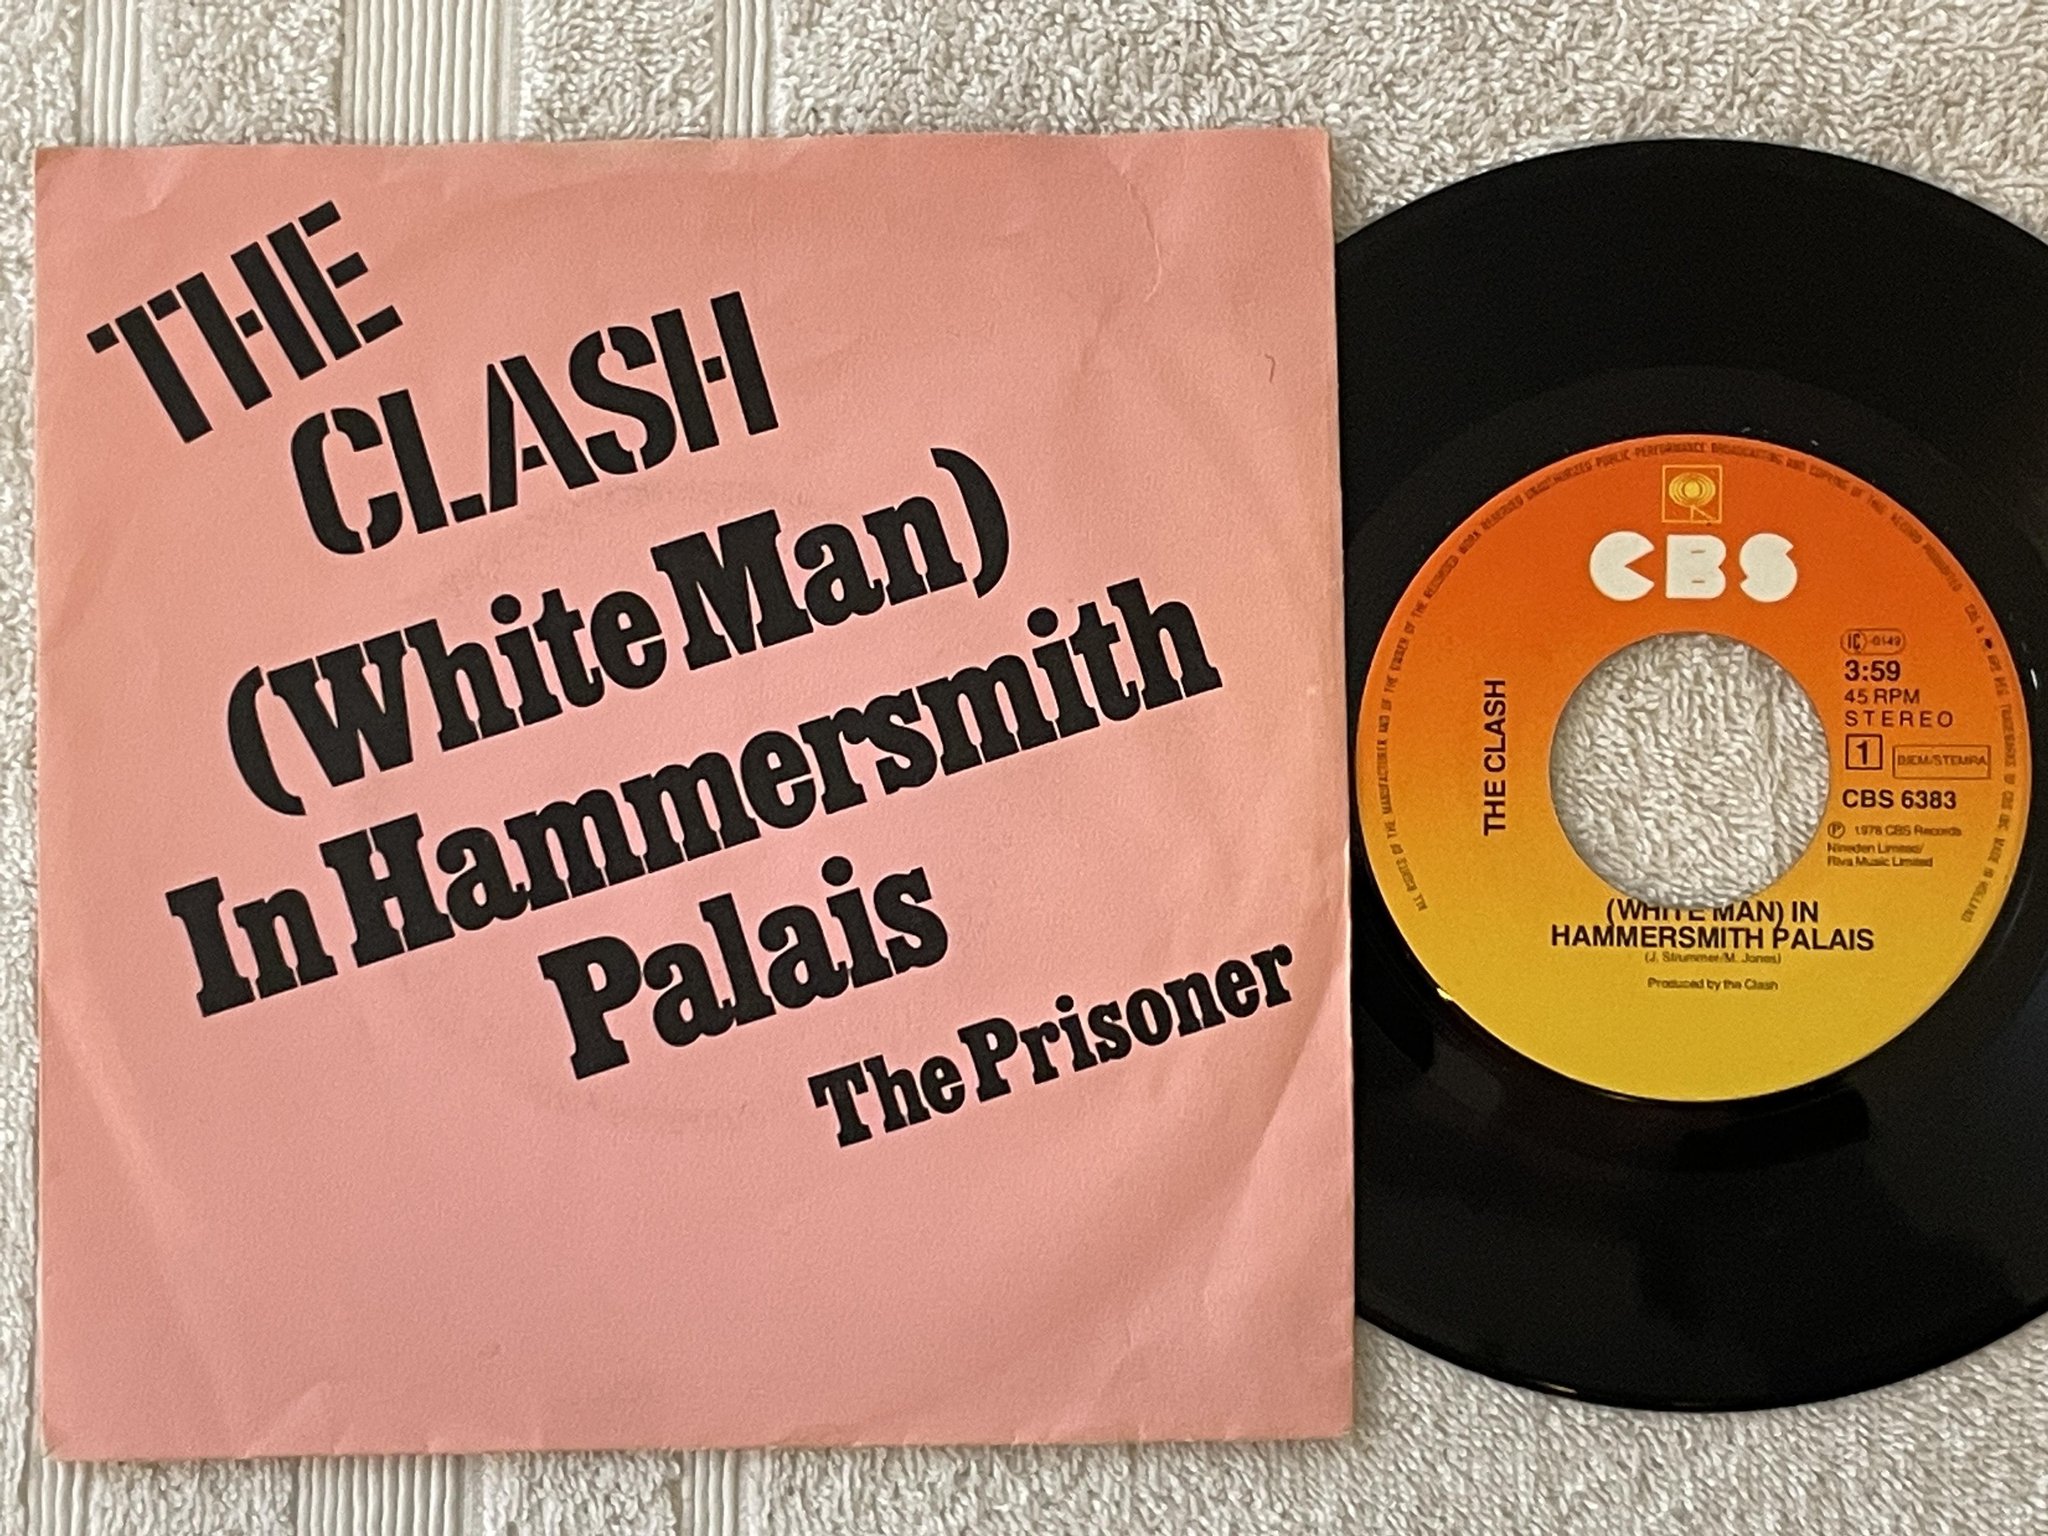 THE
CLASH
(White Man)
In Hammersmith
Palais
The Prisoner
CBS
THE CLASH
3:59
45 RPM
STEREO
1
BIEM/STEMRA
CBS 6383
℗ 1978 CBS Records
Nineden Limited/
Riva Music Limited
(WHITE MAN) IN
HAMMERSMITH PALAIS
(J. Strummer/M. Jones)
Produced by the Clash